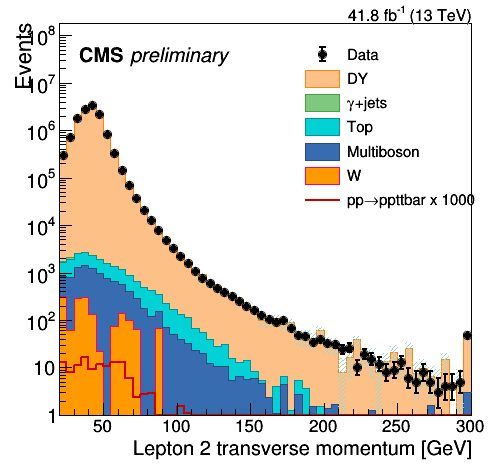 41.8 fb⁻¹ (13 TeV)
Events
CMS preliminary
Data
DY
γ+jets
Top
Multiboson
W
pp→ppttbar x 1000
10⁸
10⁷
10⁶
10⁵
10⁴
10³
10²
10
1
50 100 150 200 250 300
Lepton 2 transverse momentum [GeV]